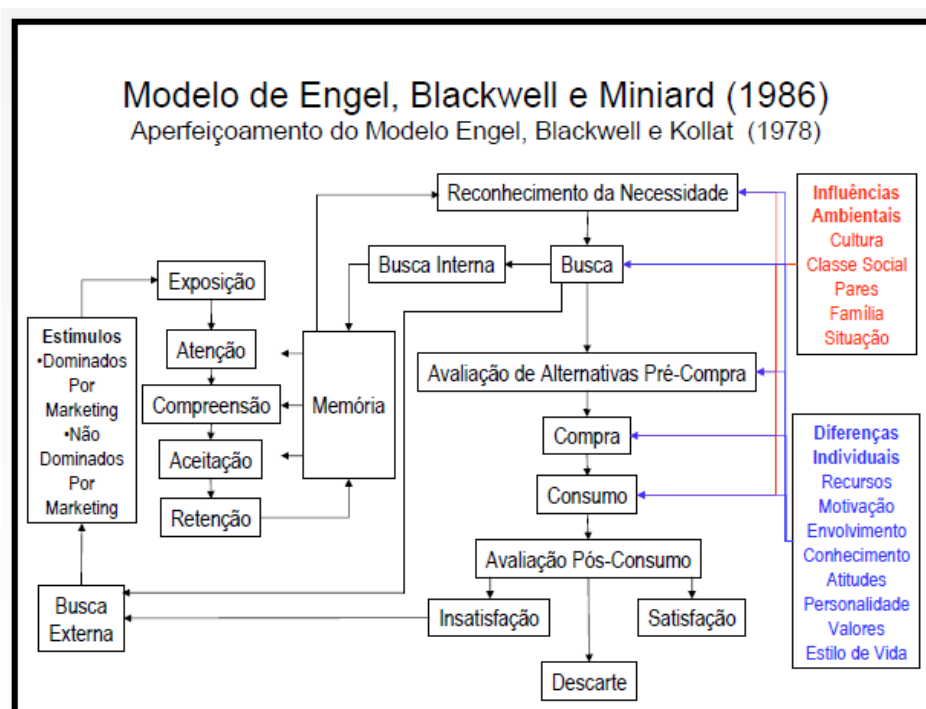 Modelo de Engel, Blackwell e Miniard (1986)
Aperfeiçoamento do Modelo Engel, Blackwell e Kollat (1978)
Reconhecimento da Necessidade
Busca Interna
Busca
Exposição
Atenção
Compreensão
Aceitação
Retenção
Memória
Estímulos
•Dominados
Por
Marketing
•Não
Dominados
Por
Marketing
Busca
Externa
Avaliação de Alternativas Pré-Compra
Compra
Consumo
Avaliação Pós-Consumo
Insatisfação
Satisfação
Descarte
Influências
Ambientais
Cultura
Classe Social
Pares
Família
Situação
Diferenças
Individuais
Recursos
Motivação
Envolvimento
Conhecimento
Atitudes
Personalidade
Valores
Estilo de Vida